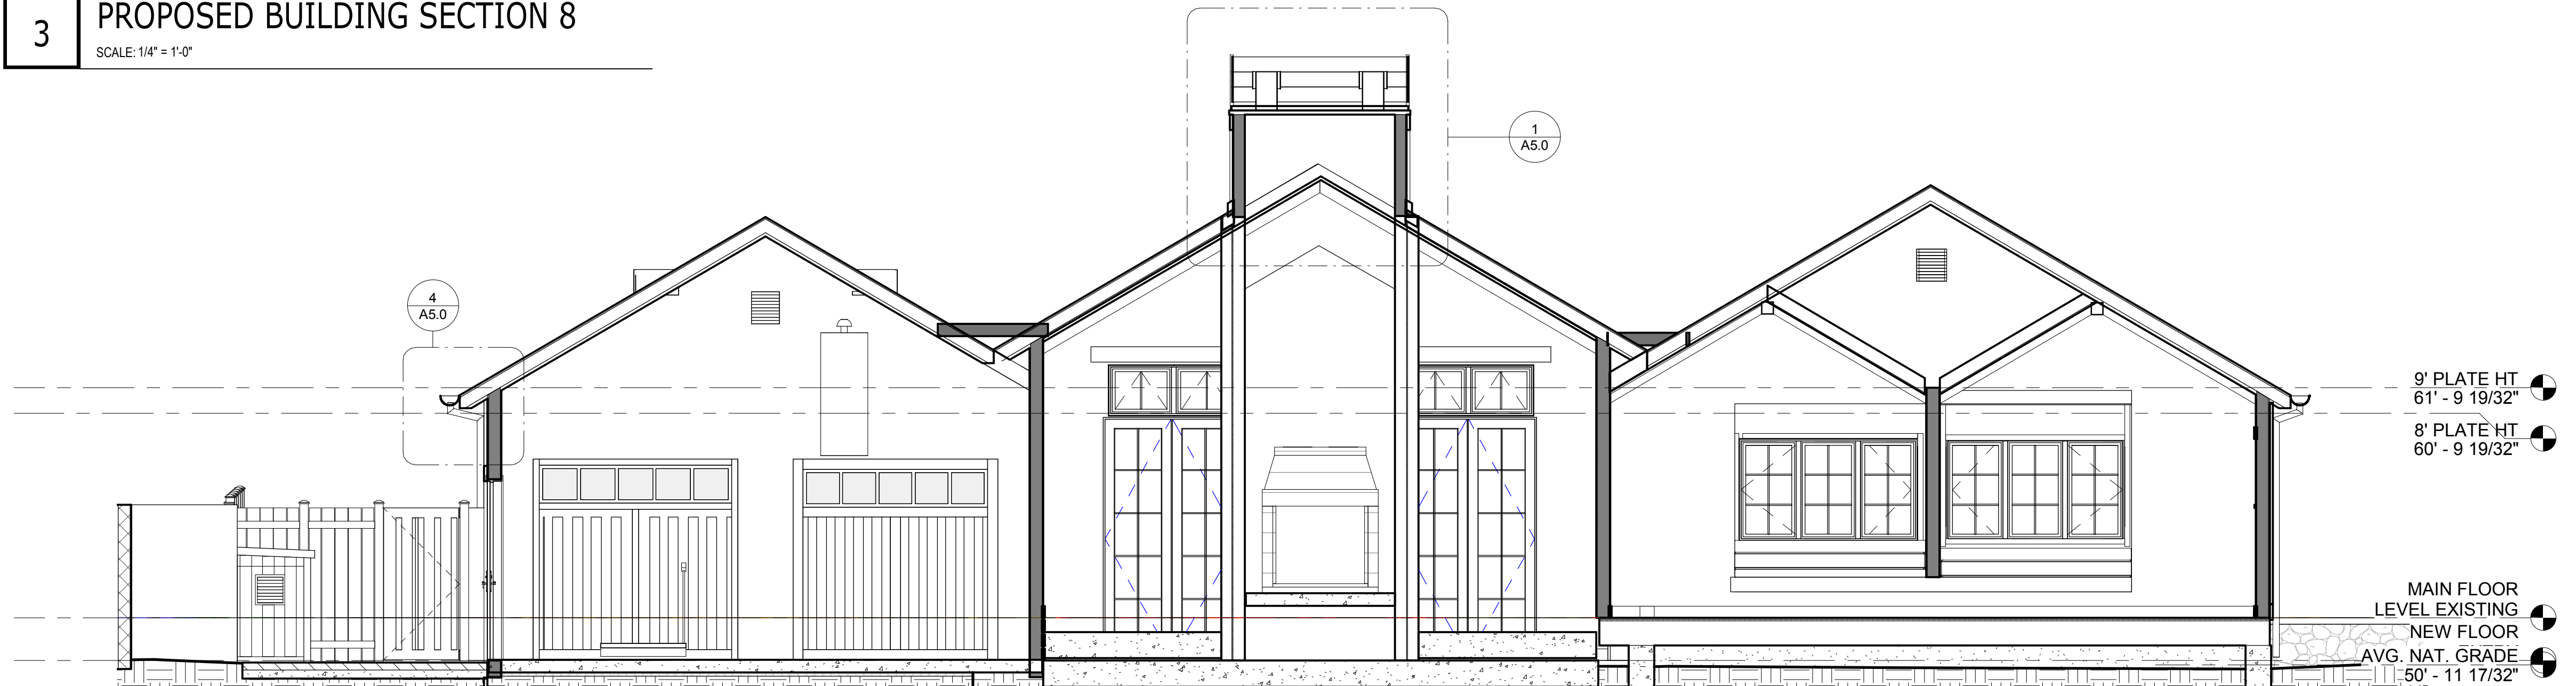 3
PROPOSED BUILDING SECTION 8
SCALE: 1/4" = 1'-0"
1
A5.0
4
A5.0
9' PLATE HT
61' - 9 19/32"
8' PLATE HT
60' - 9 19/32"
MAIN FLOOR
LEVEL EXISTING
NEW FLOOR
AVG. NAT. GRADE
50' - 11 17/32"